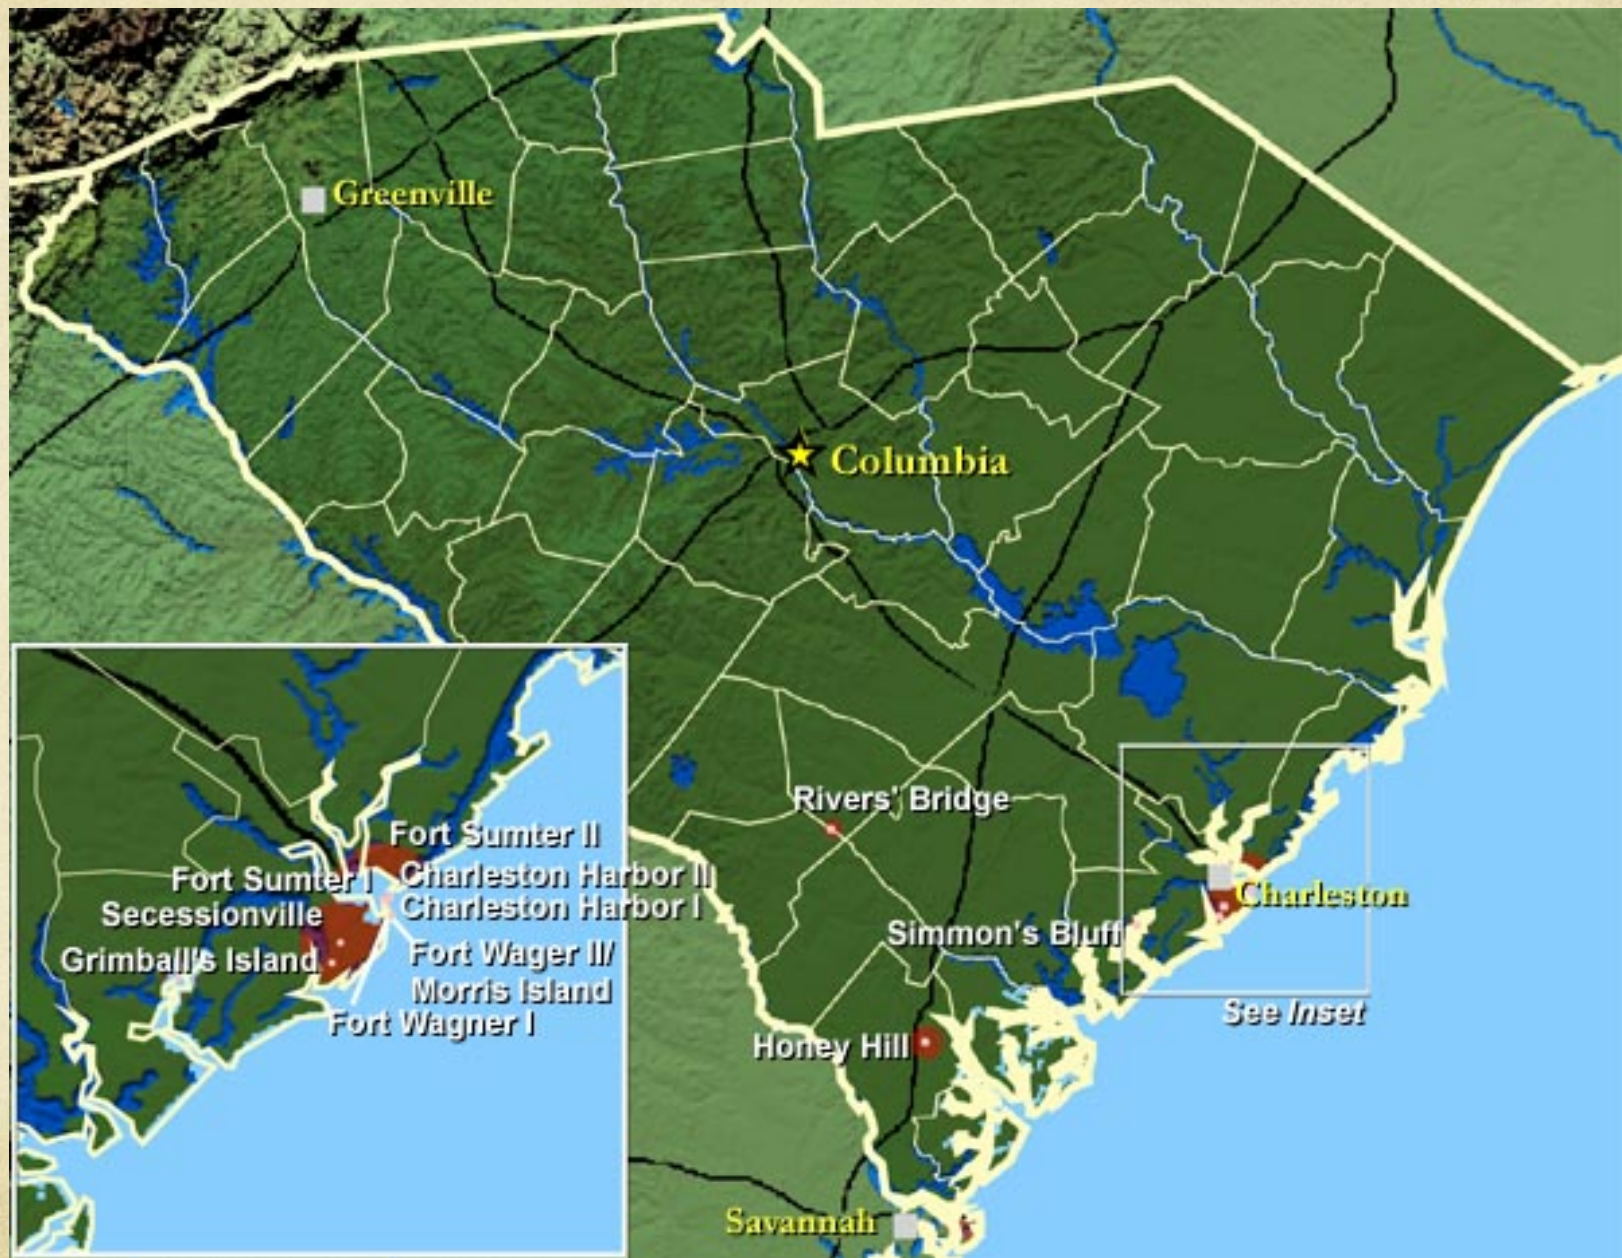 Greenville
Columbia
Rivers' Bridge
Charleston
Simmon's Bluff
See Inset
Honey Hill
Savannah
Fort Sumter II
Fort Sumter I
Charleston Harbor II
Secessionville
Charleston Harbor I
Grimball's Island
Fort Wager II/
Morris Island
Fort Wagner I